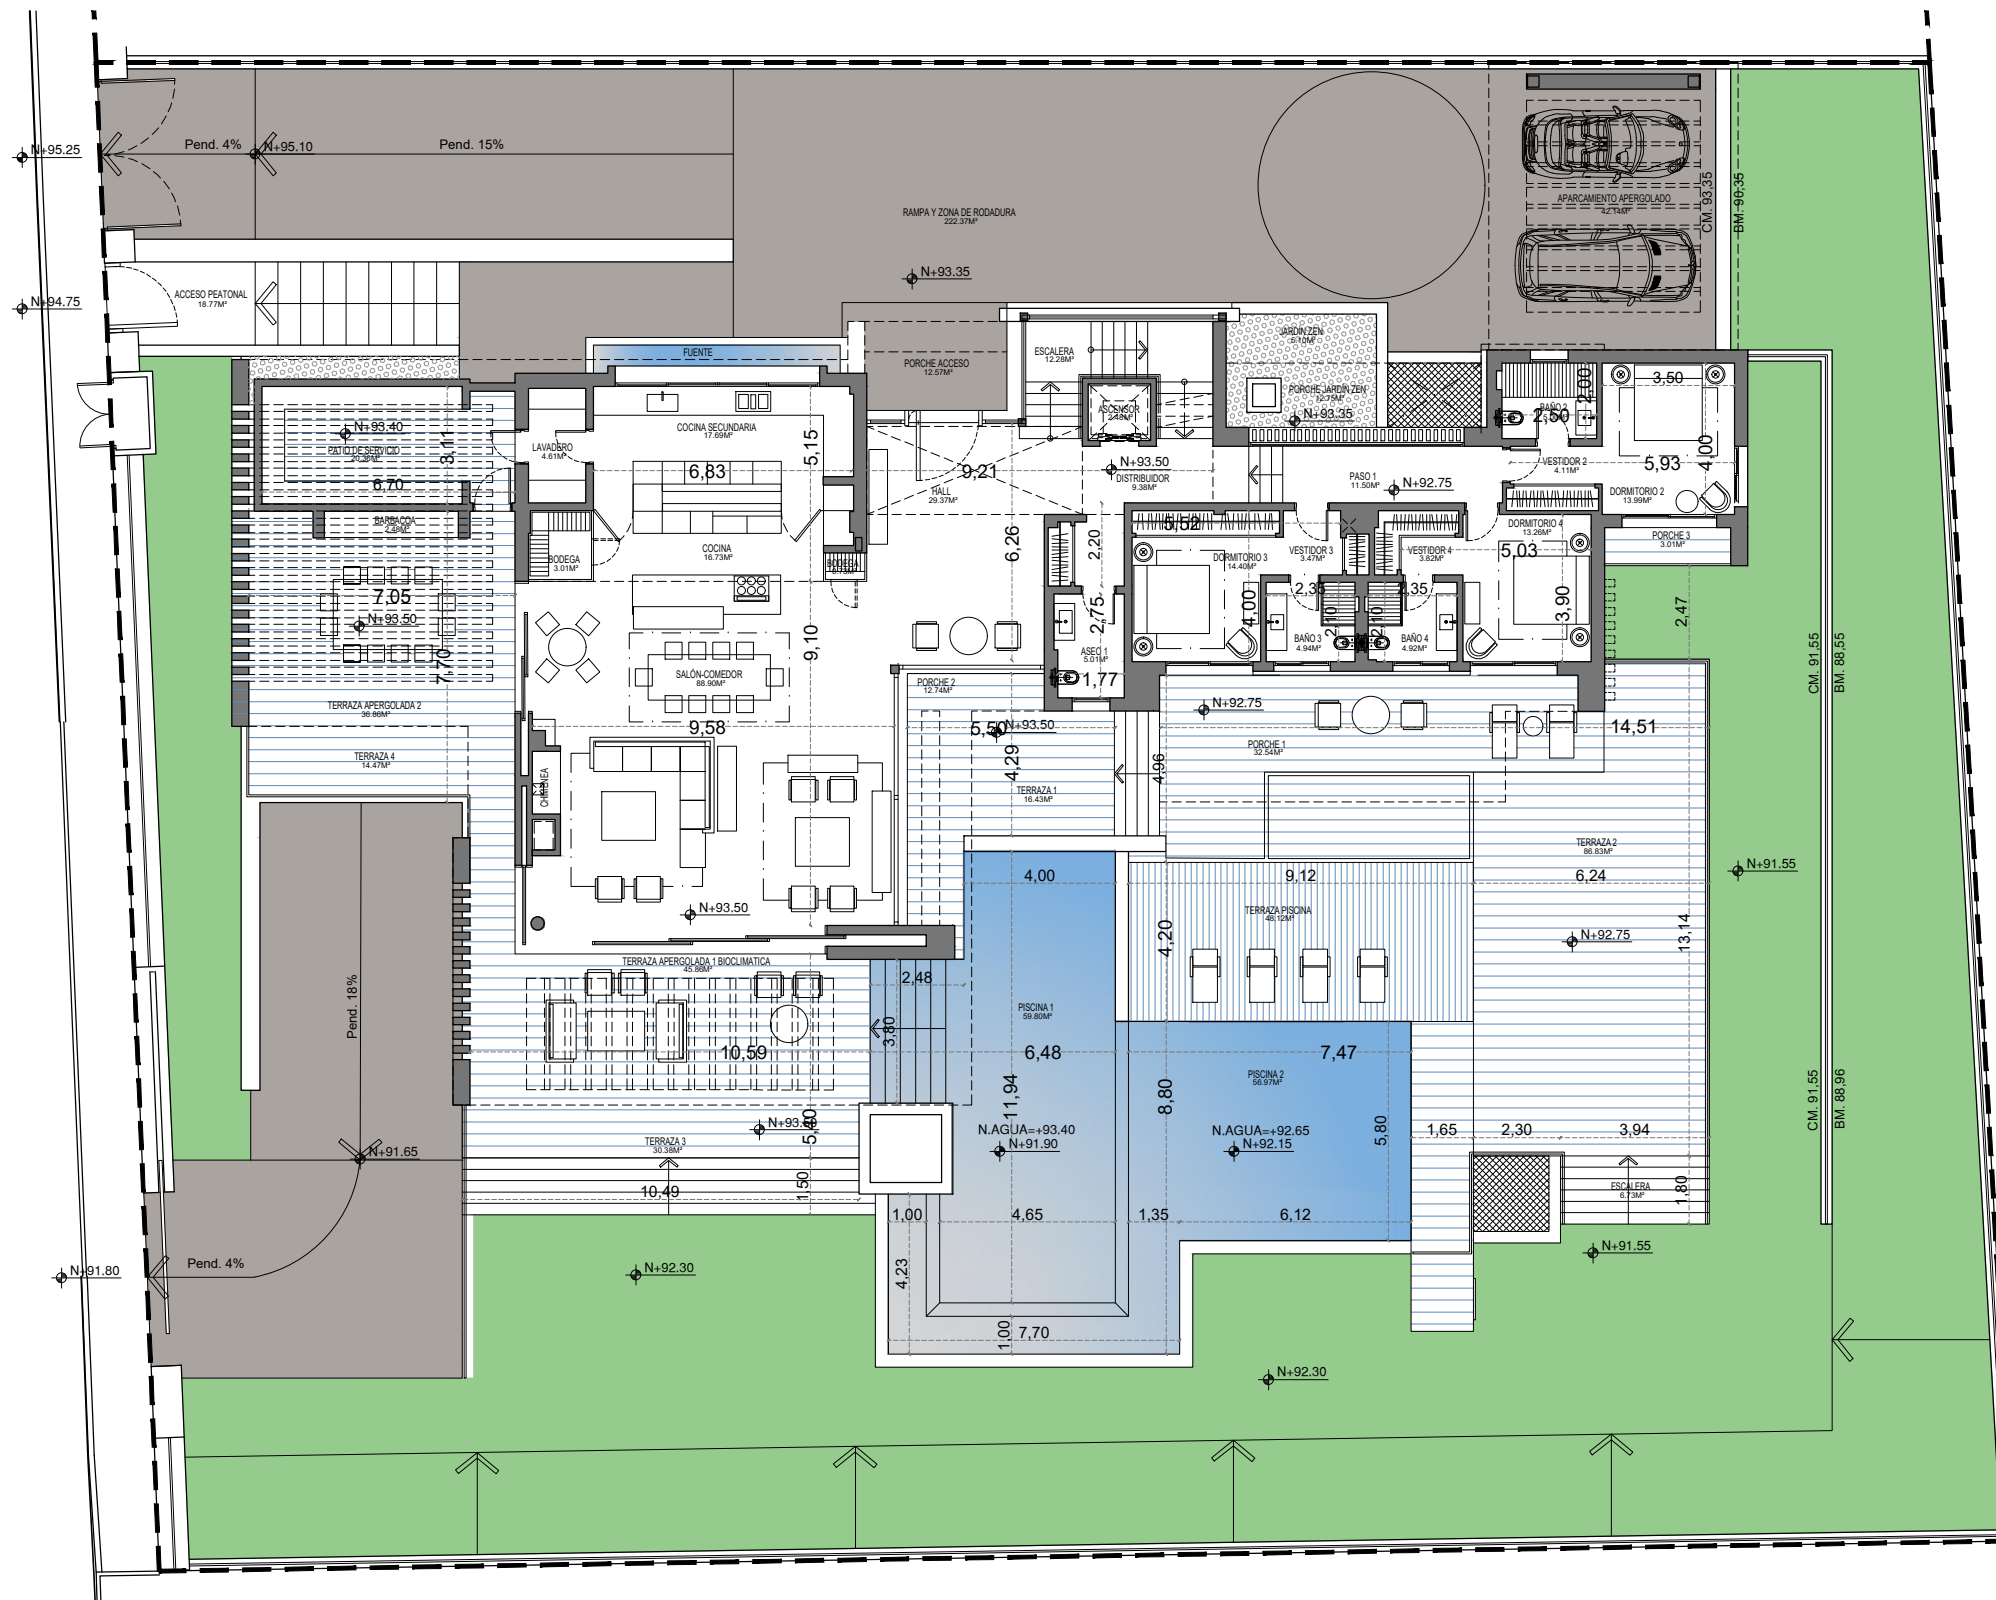 N+95.25
Pend. 4%
N+95.10
Pend. 15%
RAMPA Y ZONA DE RODADURA
222.37M²
APARCAMIENTO APERGOLADO
42.14M²
CM. 93,35
BM. 90,35
N+93.35
N+94.75
ACCESO PEATONAL
18.77M²
FUENTE
PORCHE ACCESO
12.57M²
ESCALERA
12.28M²
JARDIN ZEN
5.10M²
PORCHE JARDIN ZEN
12.75M²
N+93.35
ASCENSOR
2.48M²
BAÑO 2
2,00
2,50
3,50
4,00
5,93
N+93.40
PATIO DE SERVICIO
20.36M²
3,11
6,70
LAVADERO
4.61M²
COCINA SECUNDARIA
17.69M²
5,15
6,83
9,21
HALL
29.37M²
N+93.50
DISTRIBUIDOR
9.38M²
PASO 1
11.50M²
N+92.75
VESTIDOR 2
4.11M²
DORMITORIO 2
13.99M²
BARBACOA
2.48M²
BODEGA
3.01M²
COCINA
16.73M²
BODEGA
6,26
2,20
5,52
DORMITORIO 3
14.40M²
VESTIDOR 3
3.47M²
VESTIDOR 4
3.82M²
DORMITORIO 4
13.26M²
5,03
PORCHE 3
3.01M²
7,05
N+93.50
7,70
9,10
2,75
ASEO 1
5.01M²
1,77
4,00
2,35
2,10
BAÑO 3
4.94M²
2,35
2,10
BAÑO 4
4.92M²
3,90
2,47
CM. 91,55
BM. 88,55
SALÓN-COMEDOR
88.90M²
TERRAZA APERGOLADA 2
36.86M²
9,58
PORCHE 2
12.74M²
5,50
N+93.50
4,29
N+92.75
PORCHE 1
32.54M²
14,51
4,96
TERRAZA 4
14.47M²
CHIMENEA
TERRAZA 1
16.43M²
TERRAZA 2
86.83M²
N+91.55
4,00
9,12
6,24
N+93.50
TERRAZA PISCINA
48.12M²
4,20
N+92.75
13,14
TERRAZA APERGOLADA 1 BIOCLIMATICA
45.86M²
2,48
PISCINA 1
59.80M²
3,80
Pend. 18%
10,59
6,48
7,47
PISCINA 2
56.97M²
11,94
8,80
CM. 91,55
BM. 88,96
TERRAZA 3
30.38M²
N.AGUA=+93.40
N+91.90
N.AGUA=+92.65
N+92.15
5,80
1,65
2,30
3,94
N+91.65
10,49
1,50
ESCALERA
6.73M²
1,80
1,00
4,65
1,35
6,12
N+91.55
Pend. 4%
N+91.80
N+92.30
4,23
1,00
7,70
N+92.30